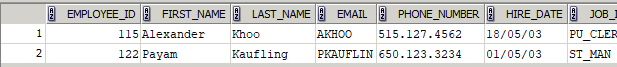 EMPLOYEE_ID FIRST_NAME LAST_NAME EMAIL PHONE_NUMBER HIRE_DATE JOB_I
1 115 Alexander Khoo AKHOO 515.127.4562 18/05/03 PU_CLER
2 122 Payam Kaufling PKAUFLIN 650.123.3234 01/05/03 ST_MAN